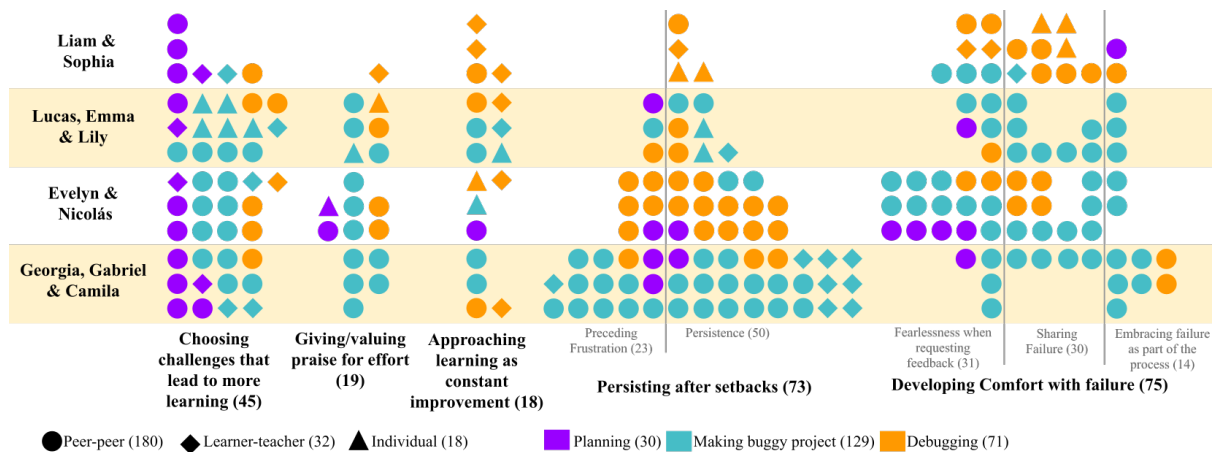 Liam &
Sophia
Lucas, Emma
& Lily
Evelyn &
Nicolás
Georgia, Gabriel
& Camila
Choosing
challenges that
lead to more
learning (45)
Giving/valuing
praise for effort
(19)
Approaching
learning as
constant
improvement (18)
Preceding
Frustration (23)
Persistence (50)
Persisting after setbacks (73)
Fearlessness when
requesting
feedback (31)
Sharing
Failure (30)
Embracing failure
as part of the
process (14)
Developing Comfort with failure (75)
Peer-peer (180)
Learner-teacher (32)
Individual (18)
Planning (30)
Making buggy project (129)
Debugging (71)